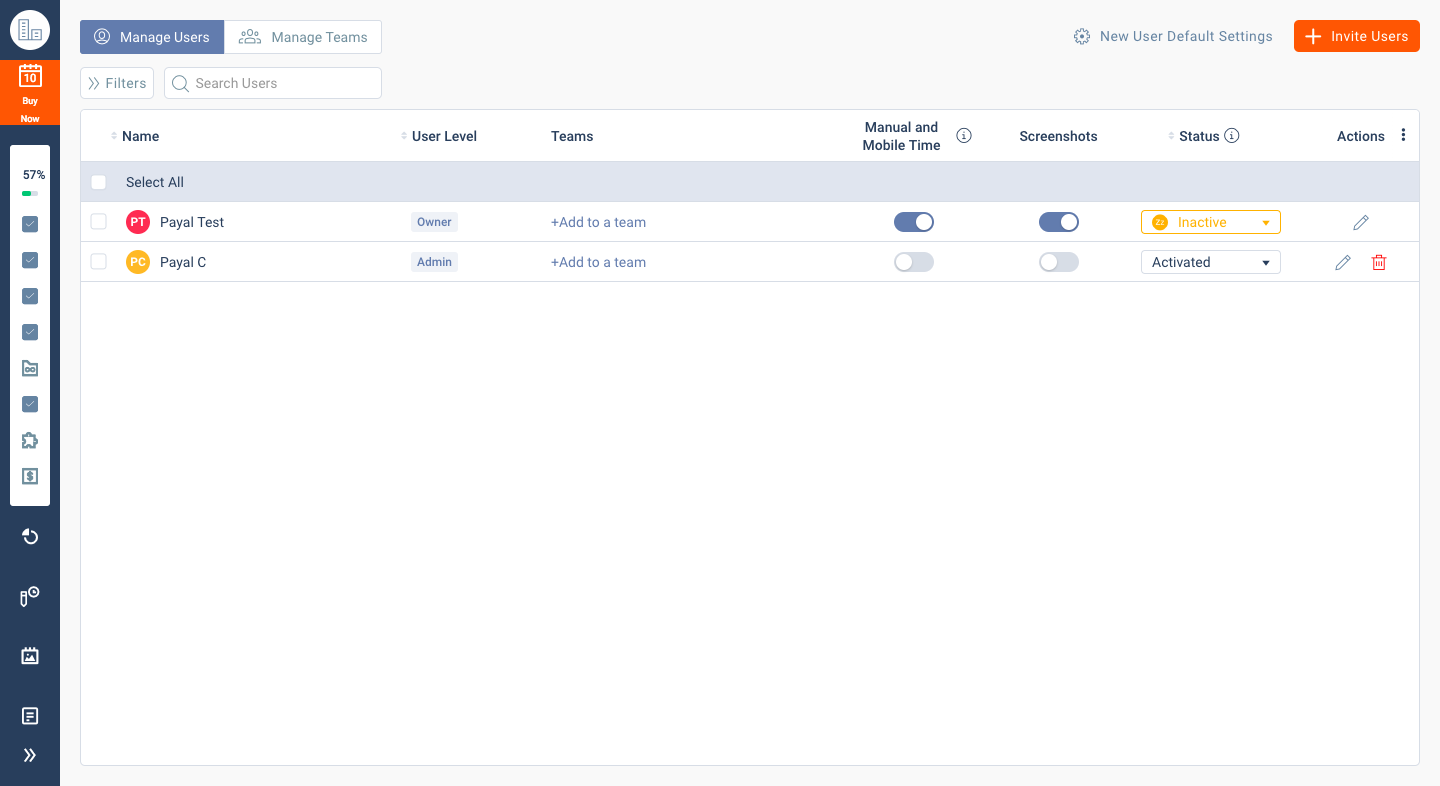 Manage Users
Manage Teams
New User Default Settings
Invite Users
10
Buy
Now
Filters
Search Users
Name
User Level
Teams
Manual and
Mobile Time
Screenshots
Status
Actions
57%
Select All
PT
Payal Test
Owner
+Add to a team
Inactive
PC
Payal C
Admin
+Add to a team
Activated